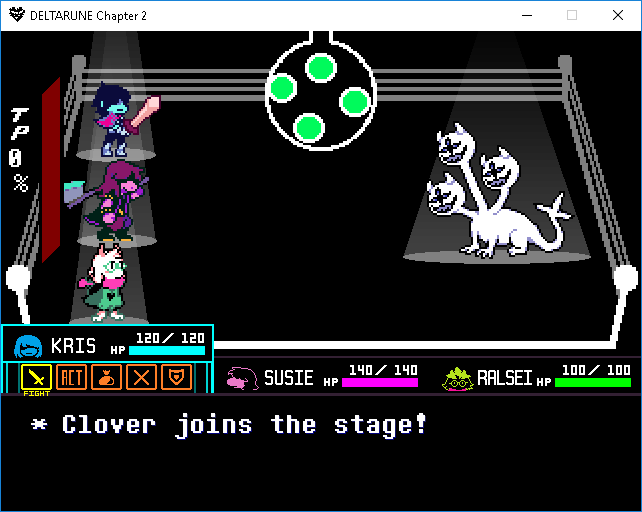 DELTARUNE Chapter 2
TP
0
%
KRIS HP 120/ 120
FIGHT
ACT
SUSIE HP 140/ 140
RALSEI HP 100/ 100
* Clover joins the stage!